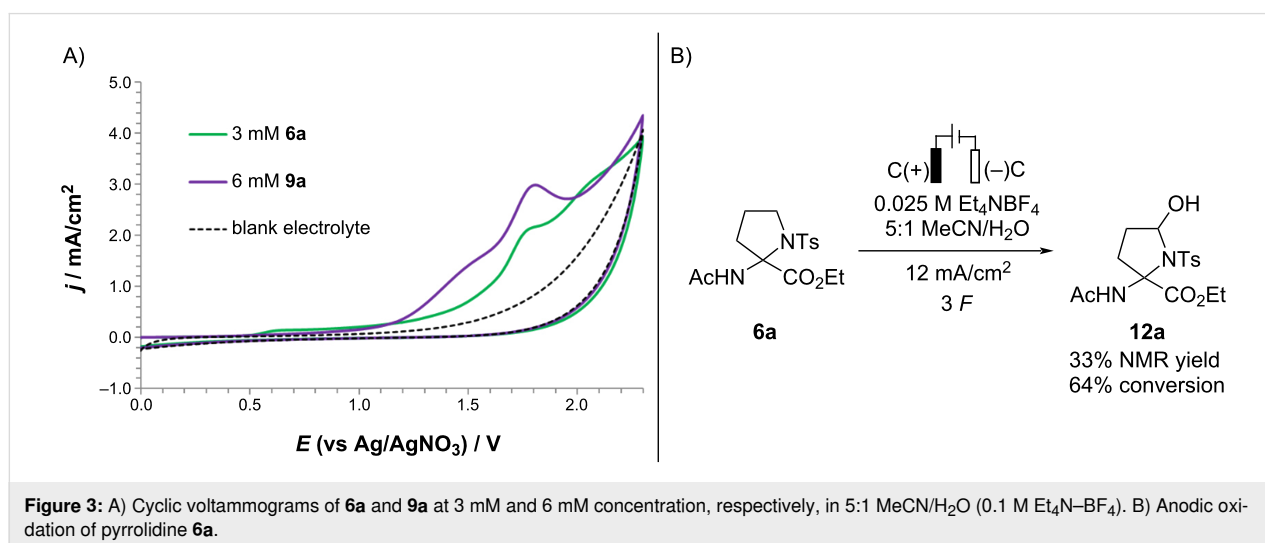 A)
5.0
4.0
3.0
2.0
1.0
0.0
–1.0
j / mA/cm²
3 mM 6a
6 mM 9a
blank electrolyte
0.0 0.5 1.0 1.5 2.0
E (vs Ag/AgNO₃) / V
B)
C(+) (–)C
0.025 M Et₄NBF₄
5:1 MeCN/H₂O
12 mA/cm²
3 F
NTs
AcHN CO₂Et
6a
OH
NTs
AcHN CO₂Et
12a
33% NMR yield
64% conversion
Figure 3: A) Cyclic voltammograms of 6a and 9a at 3 mM and 6 mM concentration, respectively, in 5:1 MeCN/H₂O (0.1 M Et₄N–BF₄). B) Anodic oxi-
dation of pyrrolidine 6a.